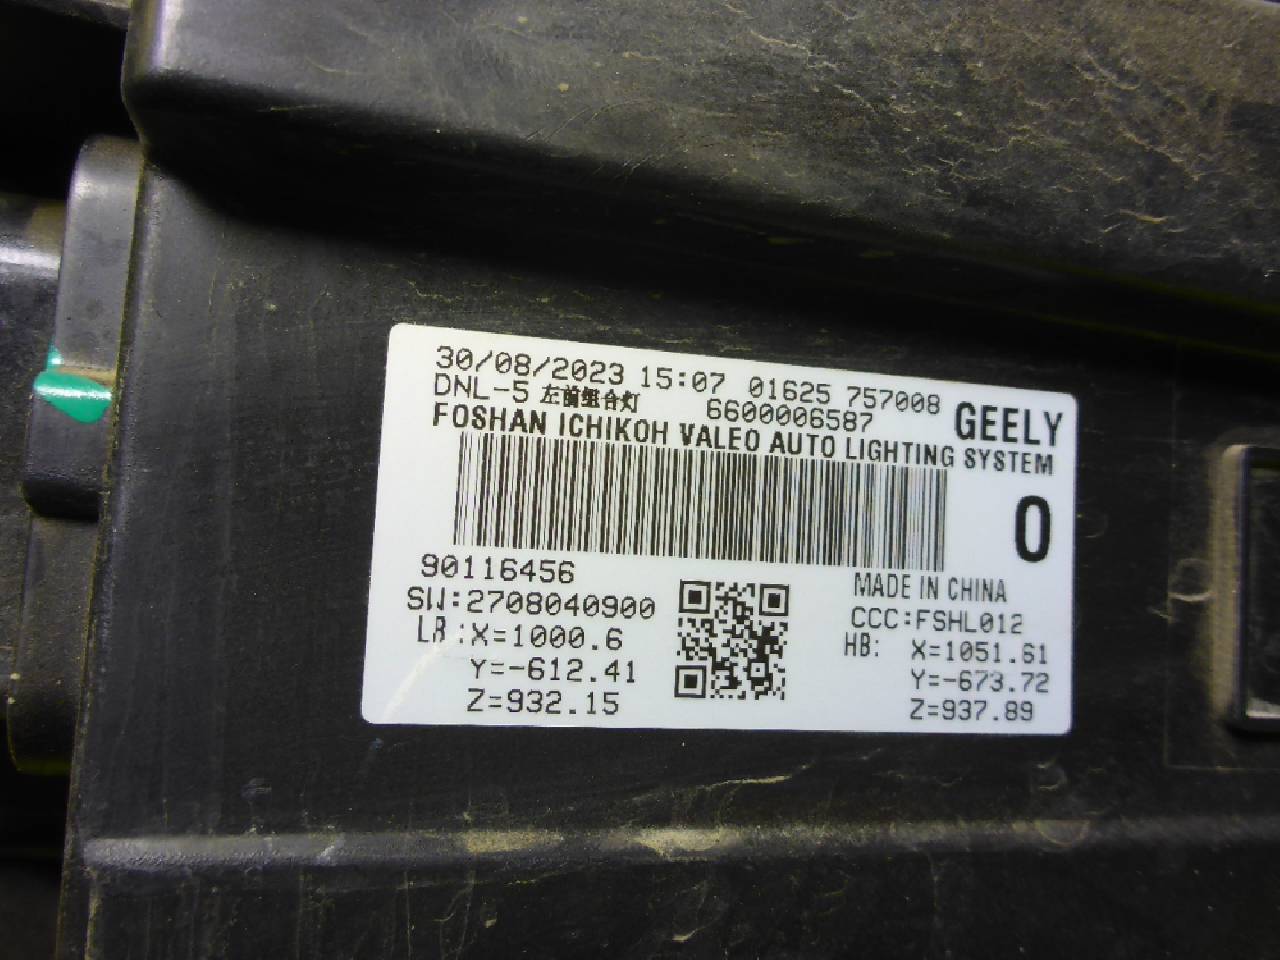 30/08/2023 15:07 01625 757008
DNL-5 左前组合灯 6600006587 GEELY
FOSHAN ICHIKOH VALEO AUTO LIGHTING SYSTEM
0
90116456
SW:2708040900
LB:X=1000.6
Y=-612.41
Z=932.15
MADE IN CHINA
CCC:FSHL012
HB: X=1051.61
Y=-673.72
Z=937.89